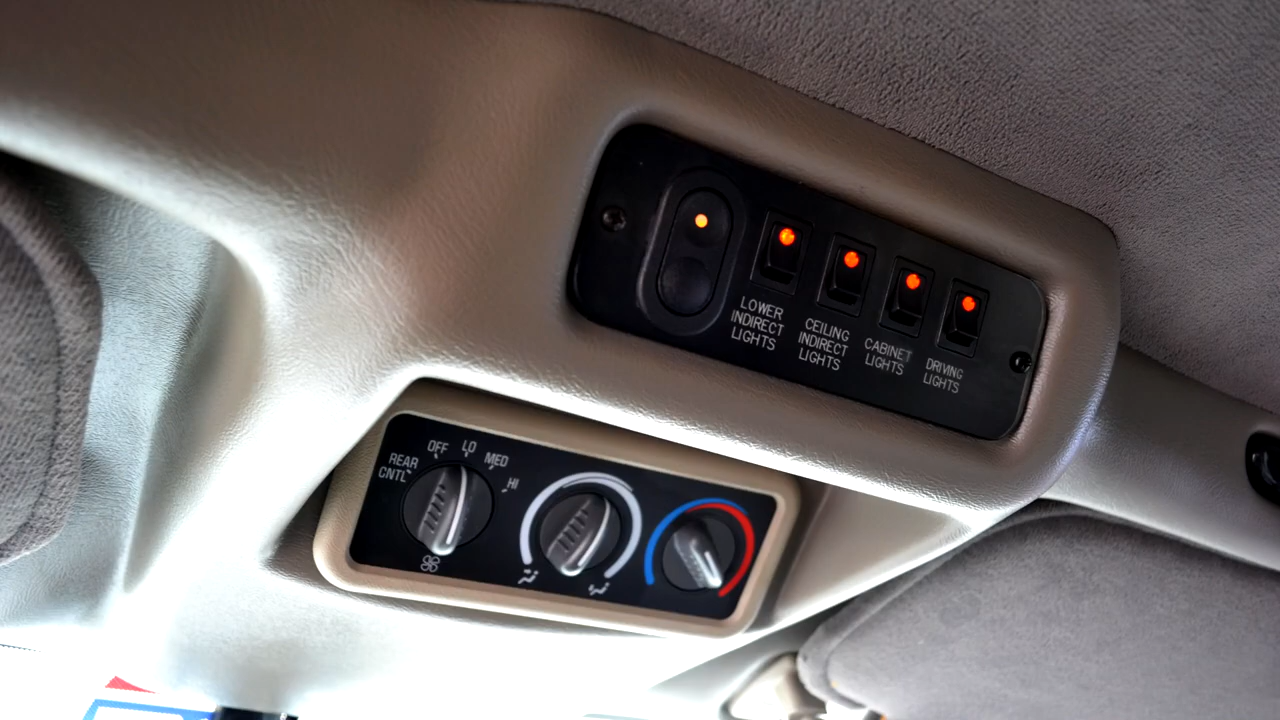 LOWER
INDIRECT
LIGHTS
CEILING
INDIRECT
LIGHTS
CABINET
LIGHTS
DRIVING
LIGHTS
REAR
CNTL
OFF
LO
MED
HI